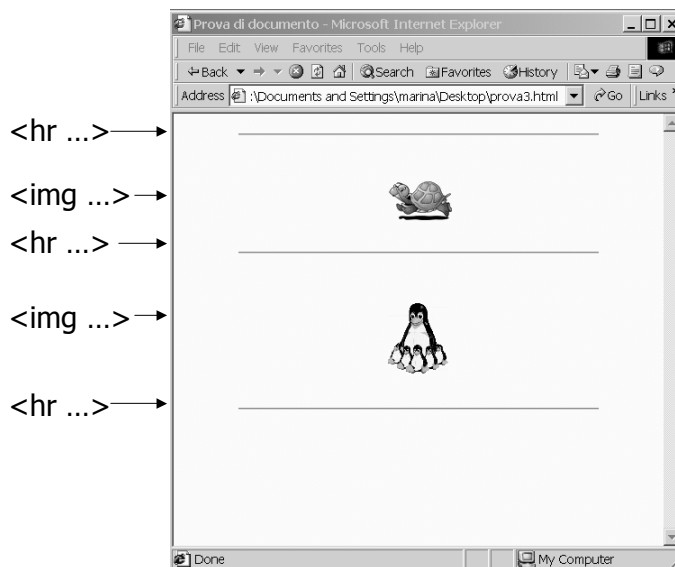 Prova di documento - Microsoft Internet Explorer
File Edit View Favorites Tools Help
Back Search Favorites History
Address :\Documents and Settings\marina\Desktop\prova3.html Go Links
<hr ...>
<img ...>
<hr ...>
<img ...>
<hr ...>
Done My Computer